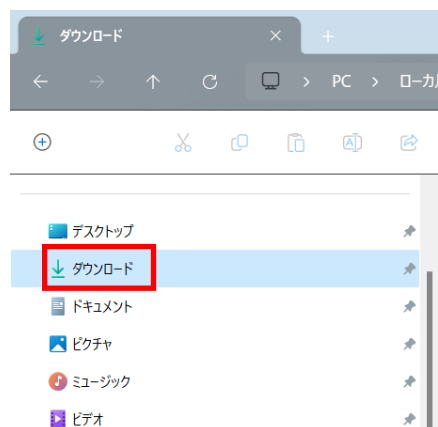 ダウンロード
PC ローカル
デスクトップ
ダウンロード
ドキュメント
ピクチャ
ミュージック
ビデオ